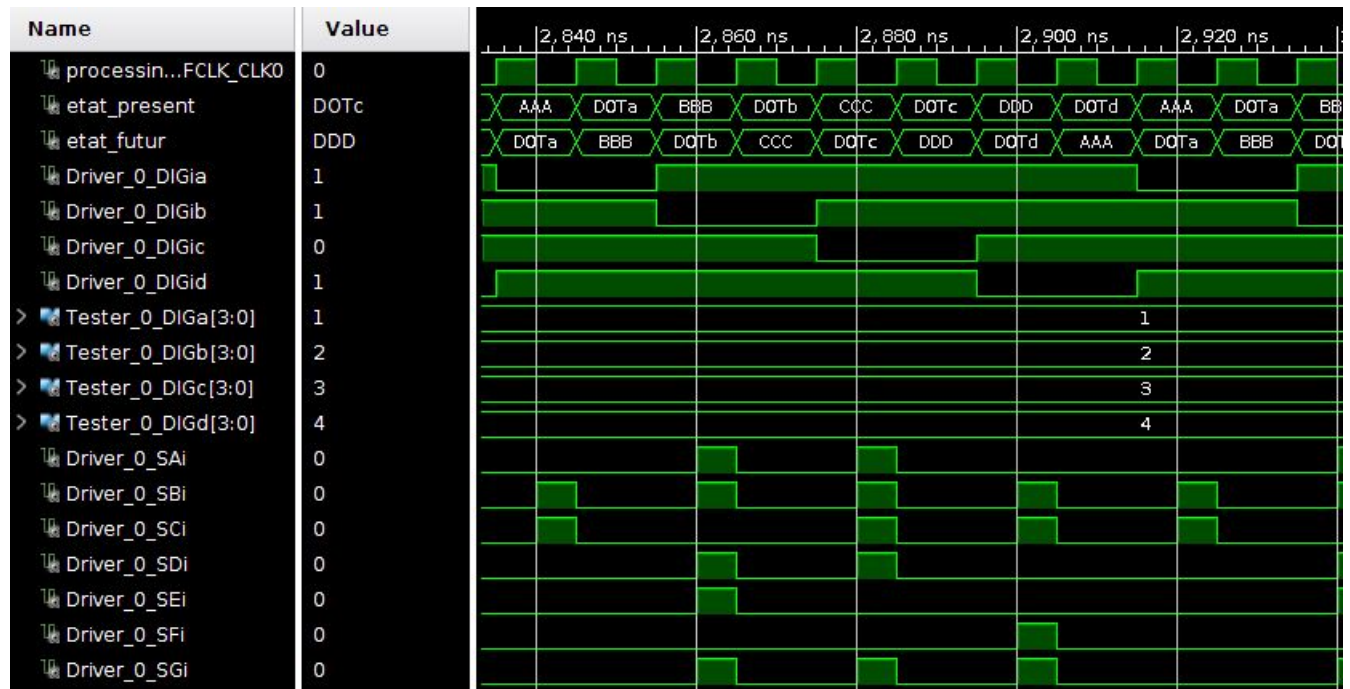 Name Value 2,840 ns 2,860 ns 2,880 ns 2,900 ns 2,920 ns
processin...FCLK_CLK0 0
etat_present DOTc AAA DOTa BBB DOTb CCC DOTc DDD DOTd AAA DOTa BB
etat_futur DDD DOTa BBB DOTb CCC DOTc DDD DOTd AAA DOTa BBB DOT
Driver_0_DIGia 1
Driver_0_DIGib 1
Driver_0_DIGic 0
Driver_0_DIGid 1
> Tester_0_DIGa[3:0] 1 1
> Tester_0_DIGb[3:0] 2 2
> Tester_0_DIGc[3:0] 3 3
> Tester_0_DIGd[3:0] 4 4
Driver_0_SAi 0
Driver_0_SBi 0
Driver_0_SCi 0
Driver_0_SDi 0
Driver_0_SEi 0
Driver_0_SFi 0
Driver_0_SGi 0